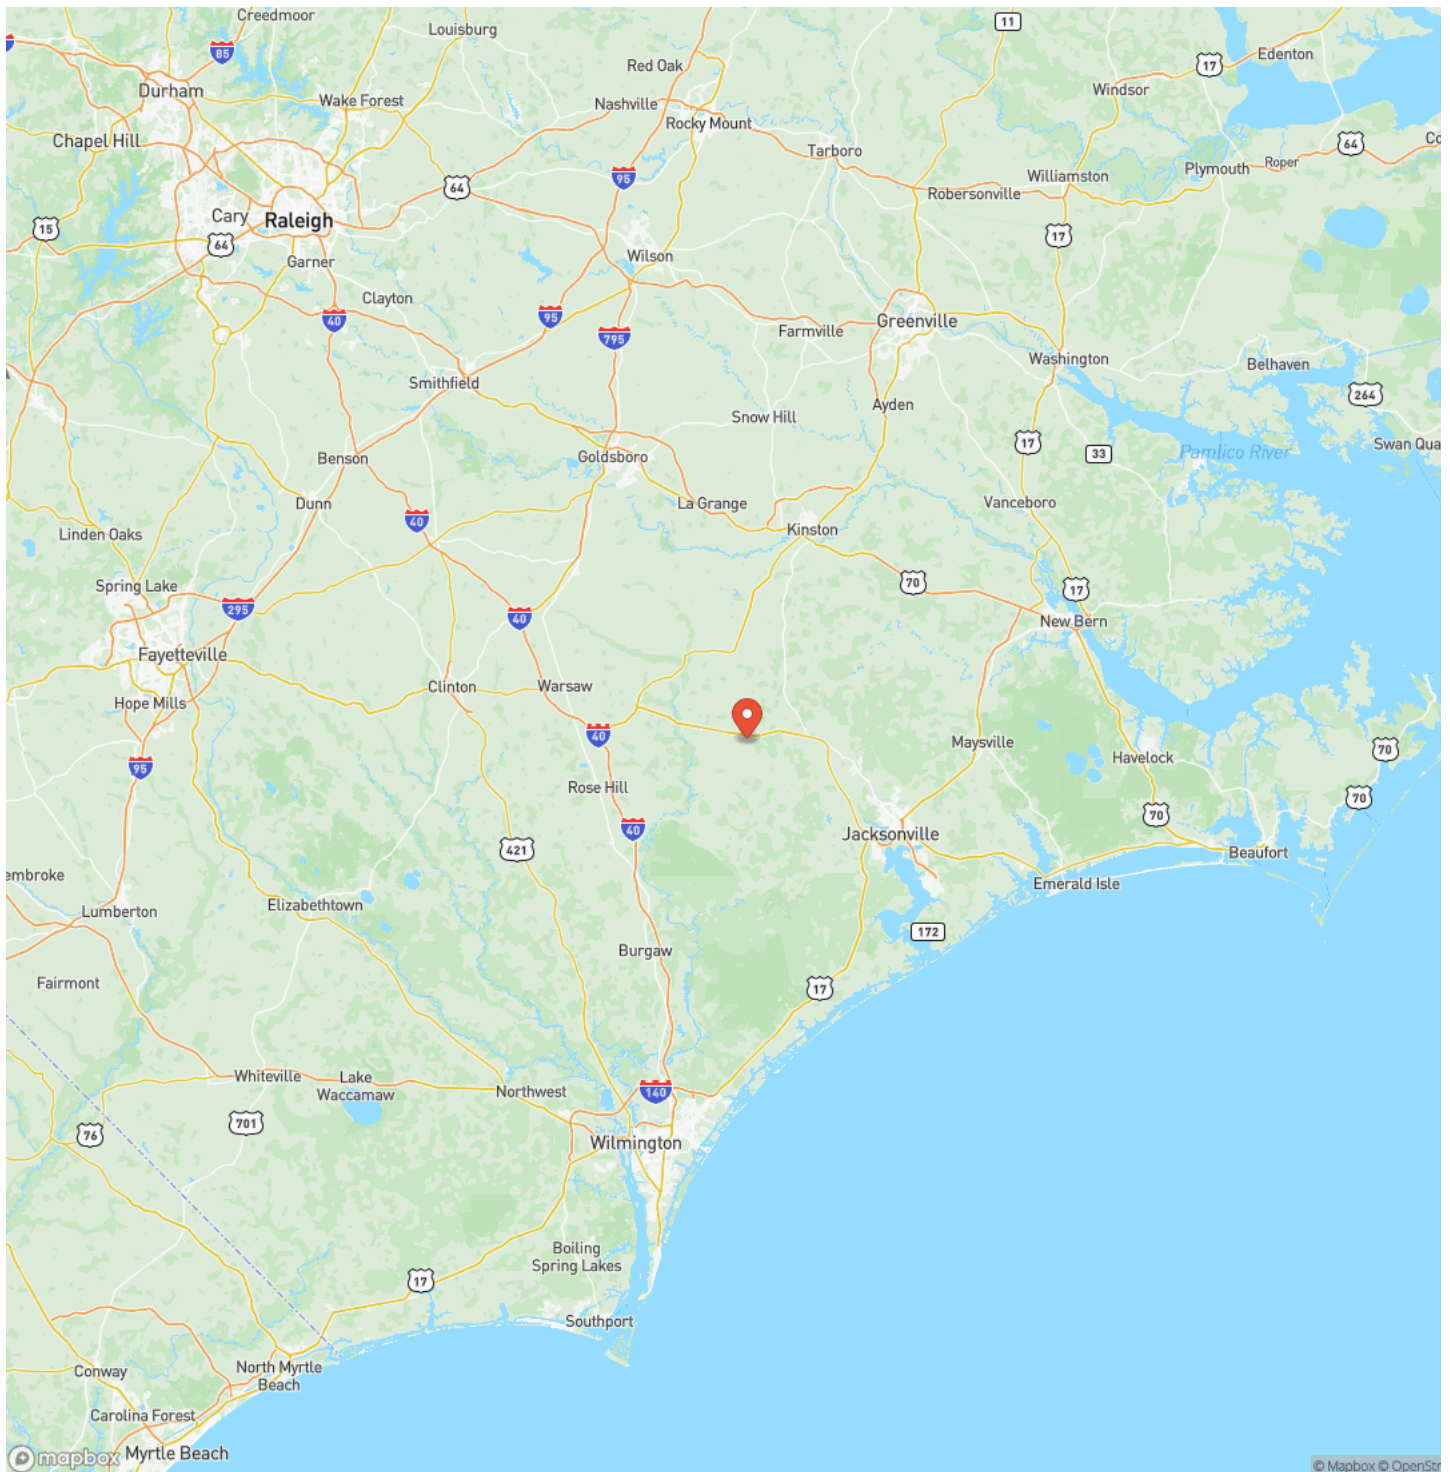 Creedmoor
Louisburg
11
85
Red Oak
17
Edenton
Durham
Windsor
Wake Forest
Nashville
Rocky Mount
Chapel Hill
Tarboro
64
Co
95
64
Plymouth
Roper
Williamston
Robersonville
15
Cary
Raleigh
64
17
Garner
Wilson
Clayton
40
95
795
Farmville
Greenville
Washington
Belhaven
A
Smithfield
264
Snow Hill
Ayden
17
33
Pamlico River
Swan Qua
Benson
Goldsboro
Dunn
La Grange
Vanceboro
40
Linden Oaks
Kinston
Spring Lake
70
17
295
40
New Bern
Fayetteville
Clinton
Warsaw
Hope Mills
40
Maysville
Havelock
70
95
Rose Hill
70
40
70
Jacksonville
421
Beaufort
embroke
Emerald Isle
Lumberton
Elizabethtown
172
Burgaw
Fairmont
17
Whiteville
Lake
Waccamaw
Northwest
140
701
76
Wilmington
Boiling
Spring Lakes
17
Southport
Conway
North Myrtle
Beach
Carolina Forest
Myrtle Beach
mapbox
© Mapbox © OpenStr